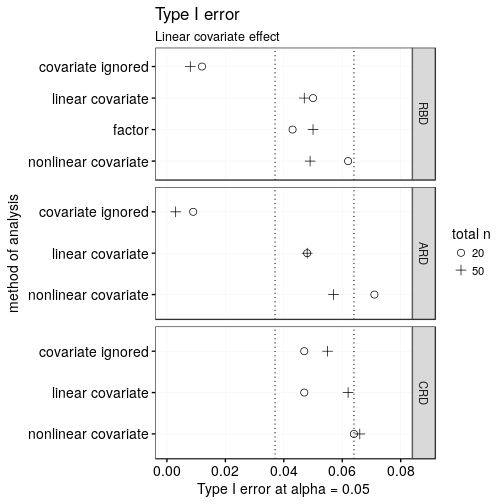 Type I error
Linear covariate effect
method of analysis
covariate ignored
linear covariate
factor
nonlinear covariate
RBD
covariate ignored
linear covariate
nonlinear covariate
ARD
covariate ignored
linear covariate
nonlinear covariate
CRD
total n
20
50
0.00 0.02 0.04 0.06 0.08
Type I error at alpha = 0.05